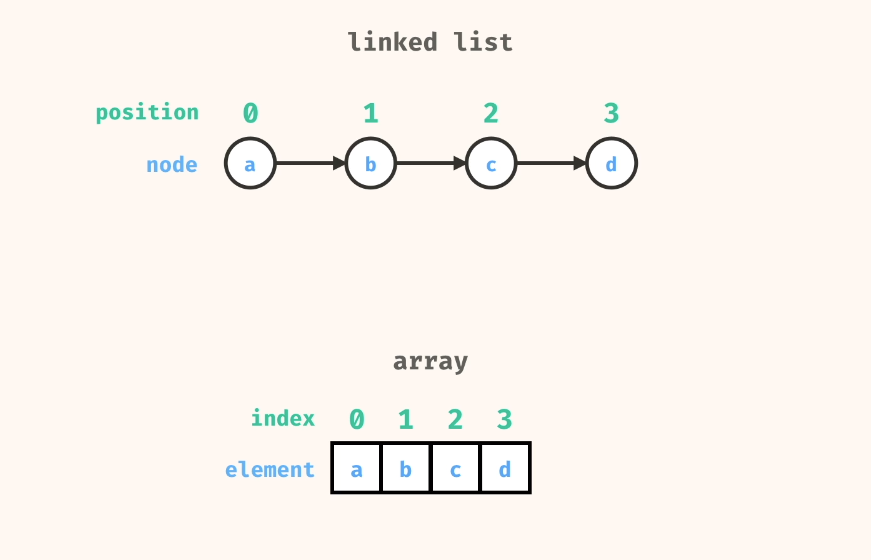 linked list
position 0 1 2 3
node a b c d
array
index 0 1 2 3
element a b c d